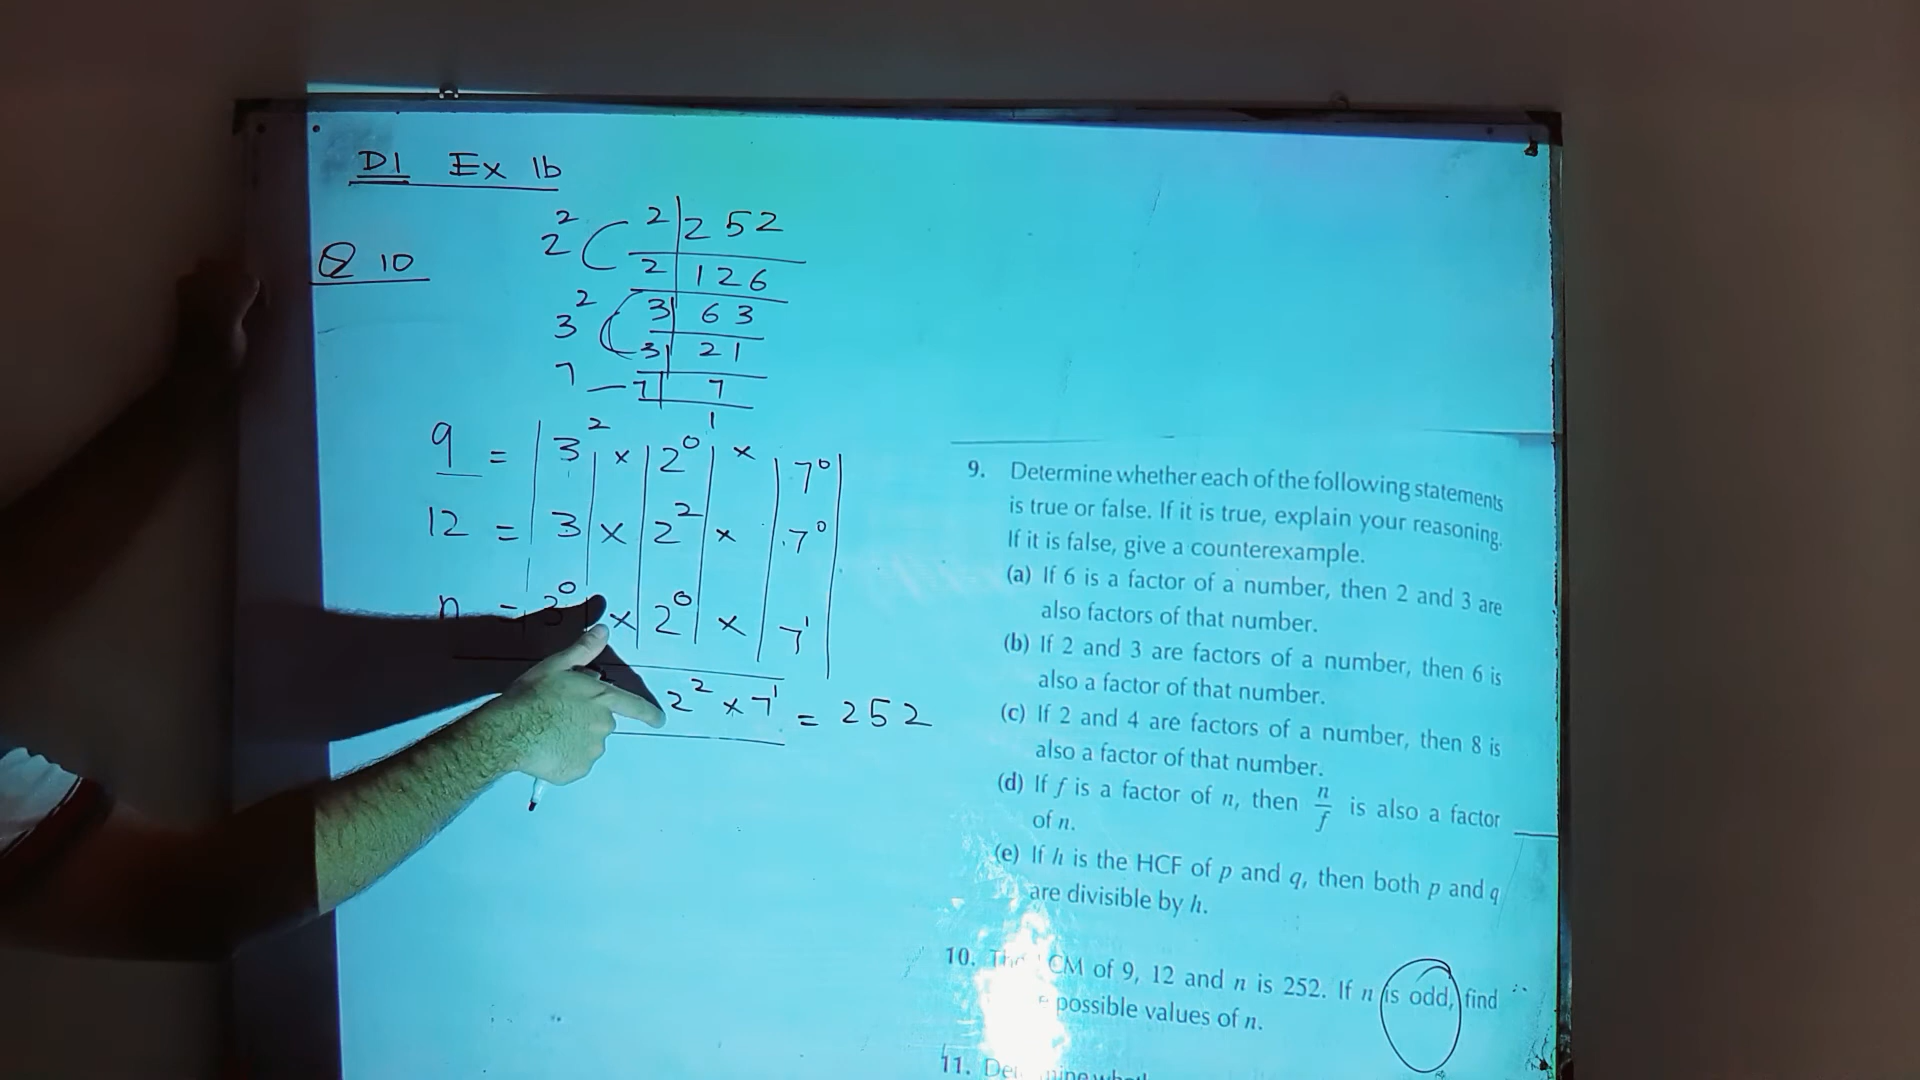 D1 Ex 1b
Q 10
2² 2 252
2 126
3² 3 63
3 21
7 — 7 7
9 = 3² × 2⁰ × 7⁰
12 = 3 × 2² × 7⁰
n = 3⁰ × 2⁰ × 7¹
2² × 7¹ = 252
9. Determine whether each of the following statements
is true or false. If it is true, explain your reasoning.
If it is false, give a counterexample.
(a) If 6 is a factor of a number, then 2 and 3 are
also factors of that number.
(b) If 2 and 3 are factors of a number, then 6 is
also a factor of that number.
(c) If 2 and 4 are factors of a number, then 8 is
also a factor of that number.
(d) If f is a factor of n, then n/f is also a factor
of n.
(e) If h is the HCF of p and q, then both p and q
are divisible by h.
10. CM of 9, 12 and n is 252. If n is odd, find
possible values of n.
11.